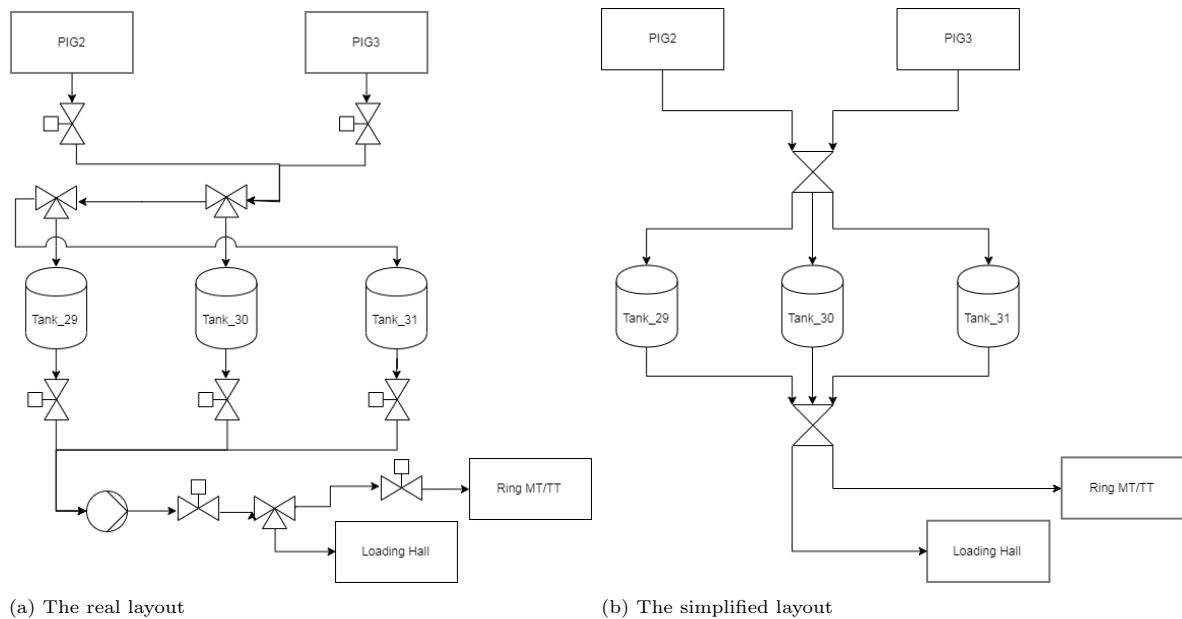 PIG2
PIG3
Tank_29
Tank_30
Tank_31
Ring MT/TT
Loading Hall
(a) The real layout
PIG2
PIG3
Tank_29
Tank_30
Tank_31
Ring MT/TT
Loading Hall
(b) The simplified layout